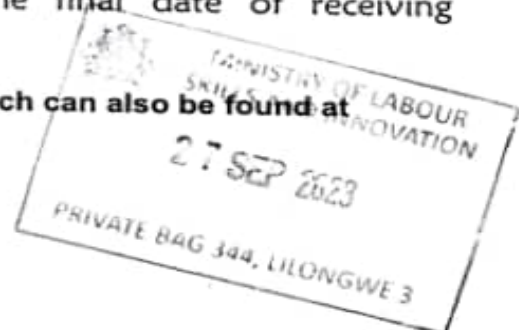 final date of receiving
ch can also be found at
MINISTRY OF LABOUR
SKILLS AND INNOVATION
27 SEP 2023
PRIVATE BAG 344, LILONGWE 3